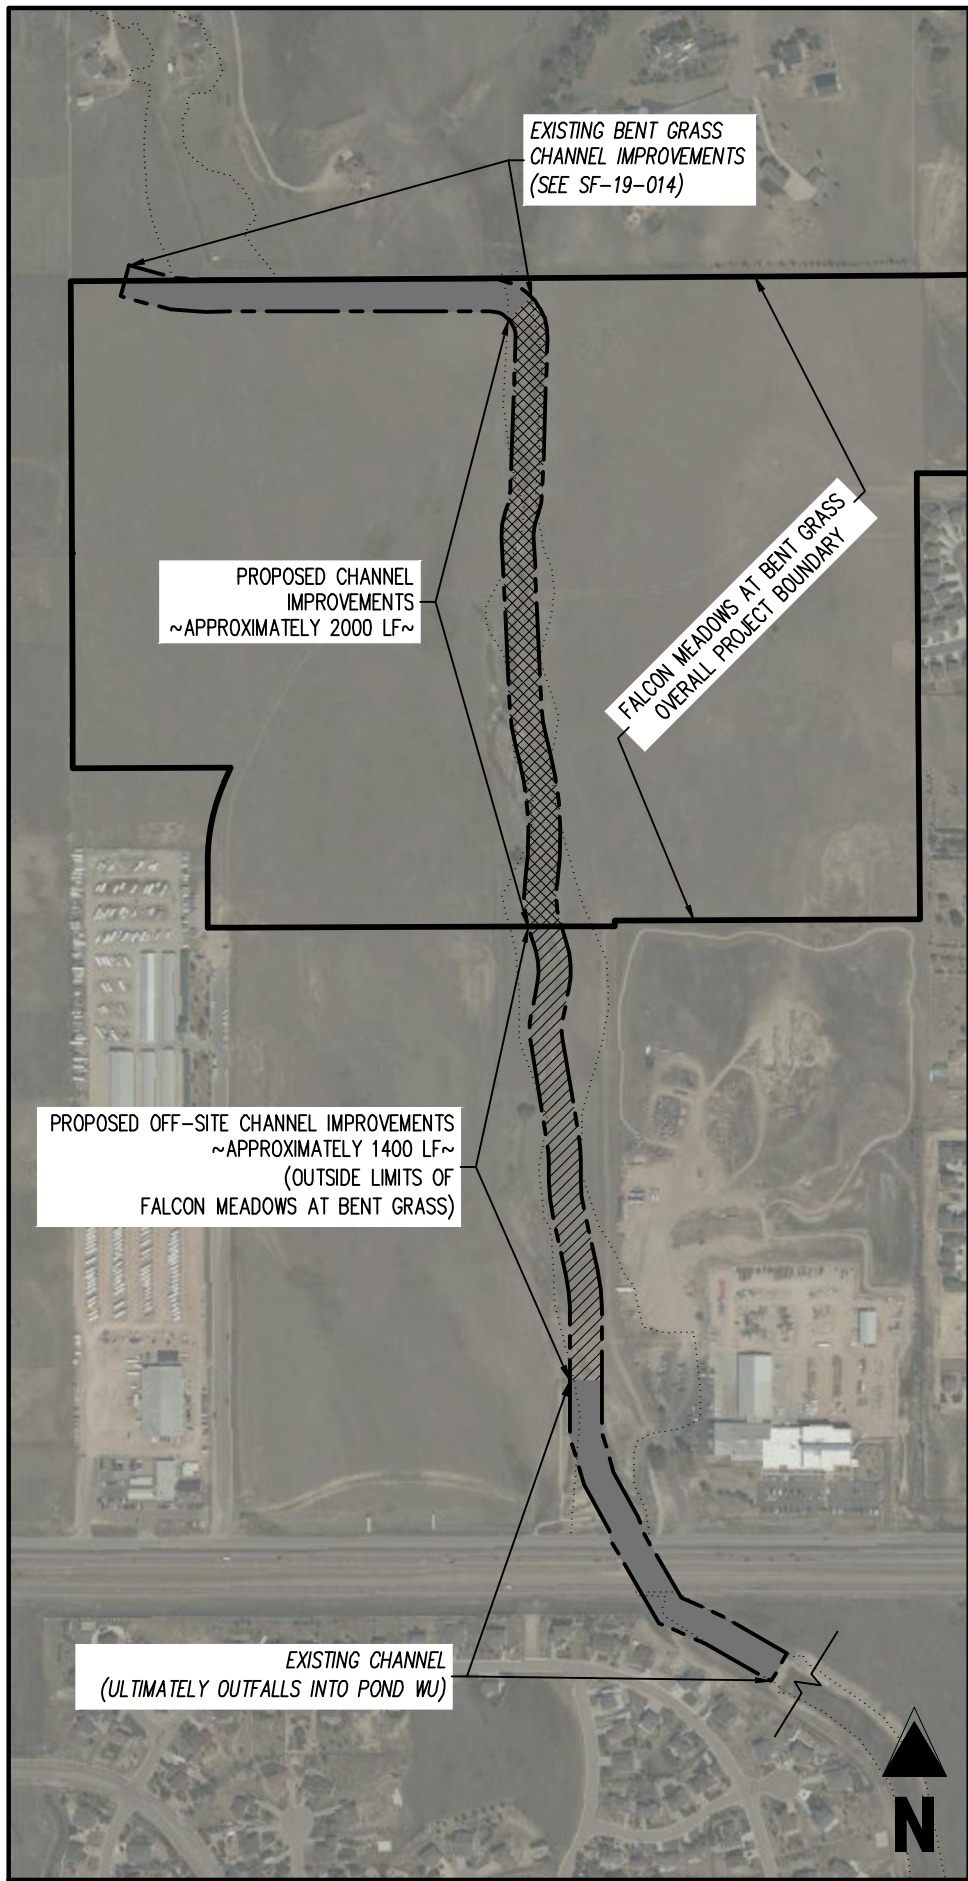 EXISTING BENT GRASS
CHANNEL IMPROVEMENTS
(SEE SF-19-014)
FALCON MEADOWS AT BENT GRASS
OVERALL PROJECT BOUNDARY
PROPOSED CHANNEL
IMPROVEMENTS
~APPROXIMATELY 2000 LF~
PROPOSED OFF-SITE CHANNEL IMPROVEMENTS
~APPROXIMATELY 1400 LF~
(OUTSIDE LIMITS OF
FALCON MEADOWS AT BENT GRASS)
EXISTING CHANNEL
(ULTIMATELY OUTFALLS INTO POND WU)
N